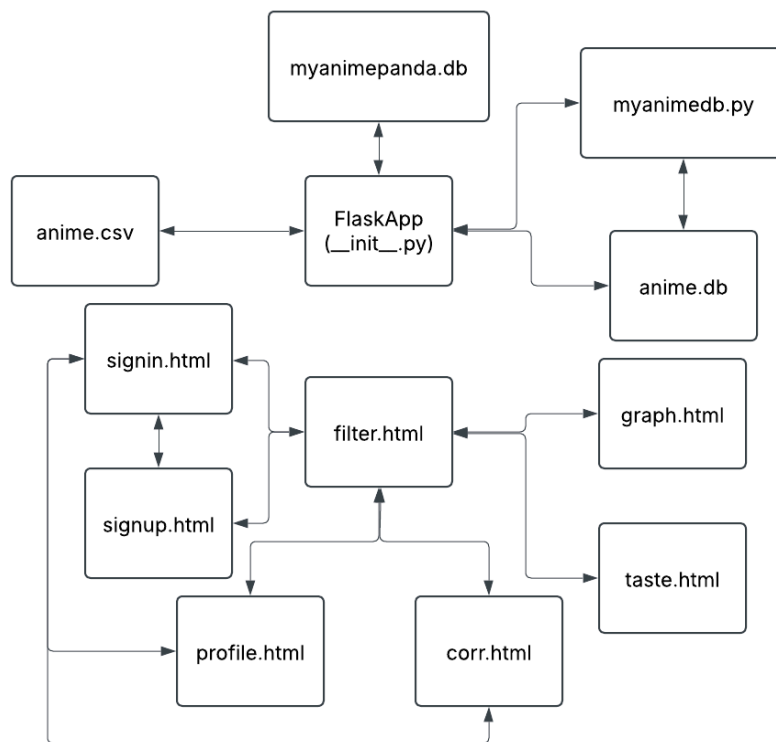 myanimepanda.db
myanimedb.py
anime.csv
FlaskApp
(__init__.py)
anime.db
signin.html
filter.html
graph.html
signup.html
taste.html
profile.html
corr.html